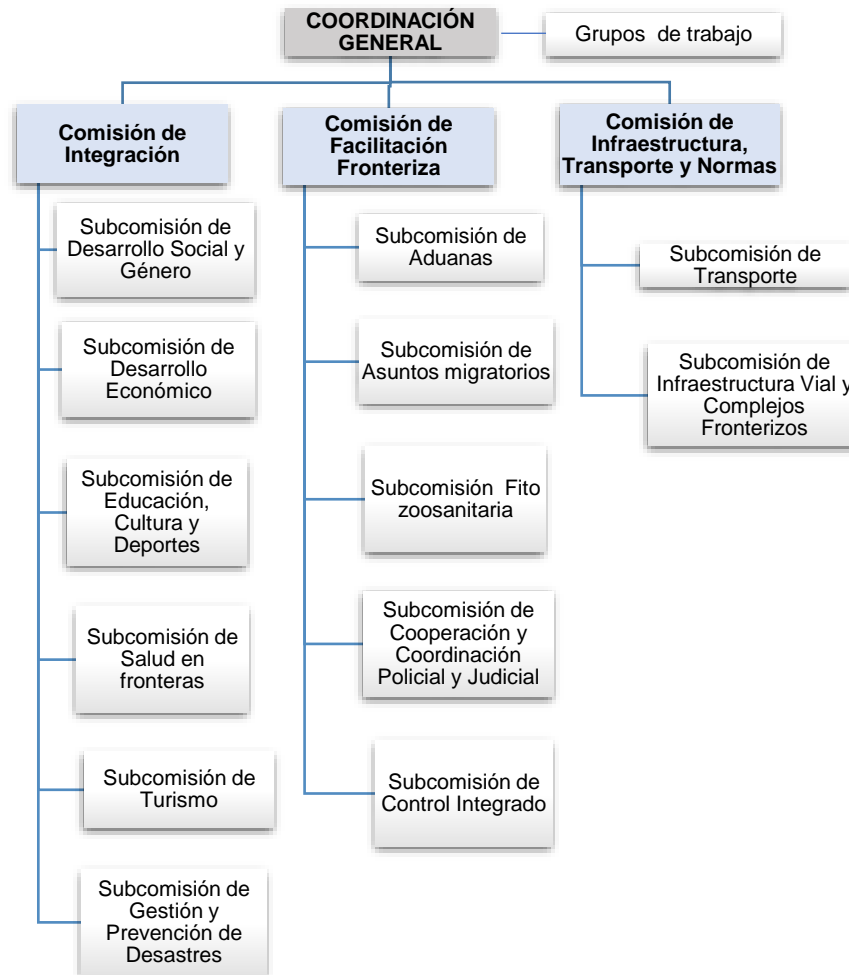 COORDINACIÓN
GENERAL
Grupos de trabajo
Comisión de
Integración
Subcomisión de
Desarrollo Social y
Género
Subcomisión de
Desarrollo
Económico
Subcomisión de
Educación,
Cultura y
Deportes
Subcomisión de
Salud en
fronteras
Subcomisión de
Turismo
Subcomisión de
Gestión y
Prevención de
Desastres
Comisión de
Facilitación
Fronteriza
Subcomisión de
Aduanas
Subcomisión de
Asuntos migratorios
Subcomisión Fito
zoosanitaria
Subcomisión de
Cooperación y
Coordinación
Policial y Judicial
Subcomisión de
Control Integrado
Comisión de
Infraestructura,
Transporte y Normas
Subcomisión de
Transporte
Subcomisión de
Infraestructura Vial y
Complejos
Fronterizos